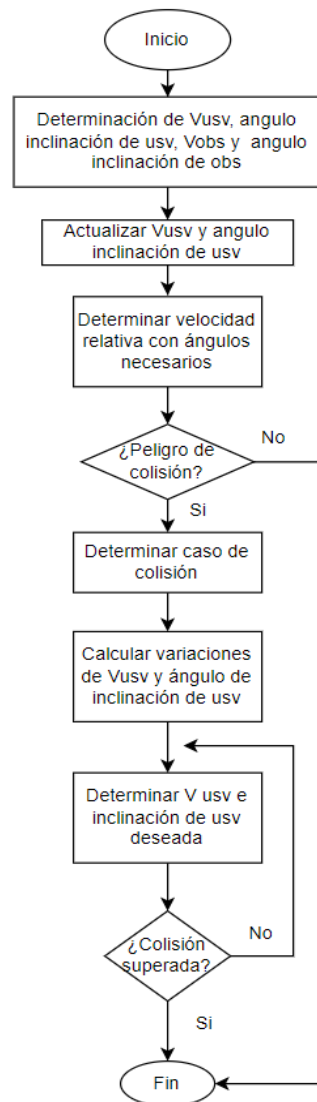 Inicio
Determinación de Vusv, angulo
inclinación de usv, Vobs y angulo
inclinación de obs
Actualizar Vusv y angulo
inclinación de usv
Determinar velocidad
relativa con ángulos
necesarios
¿Peligro de
colisión?
No
Si
Determinar caso de
colisión
Calcular variaciones
de Vusv y ángulo de
inclinación de usv
Determinar V usv e
inclinación de usv
deseada
¿Colisión
superada?
No
Si
Fin